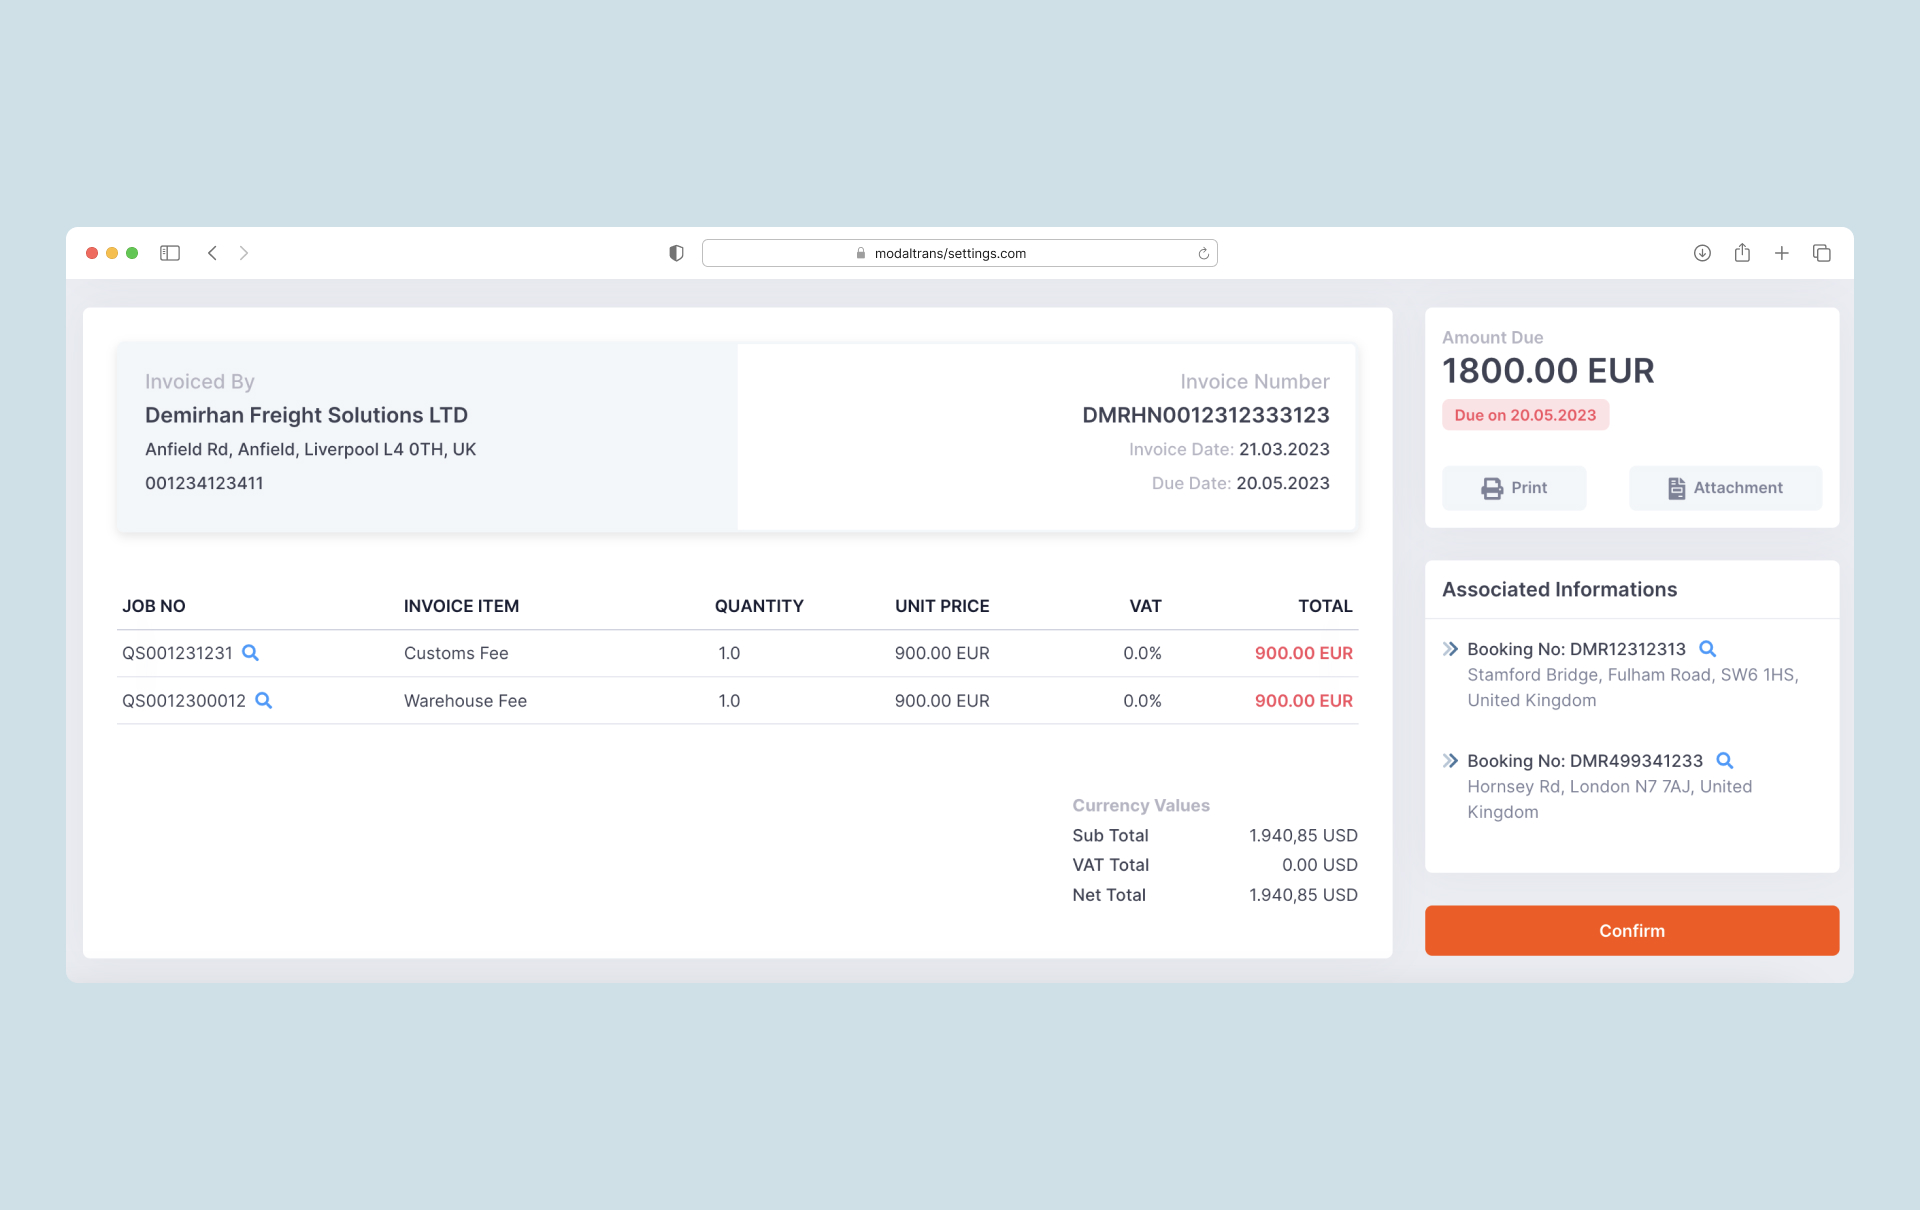 modaltrans/settings.com
Invoiced By
Demirhan Freight Solutions LTD
Anfield Rd, Anfield, Liverpool L4 0TH, UK
001234123411
Invoice Number
DMRHN0012312333123
Invoice Date: 21.03.2023
Due Date: 20.05.2023
JOB NO INVOICE ITEM QUANTITY UNIT PRICE VAT TOTAL
QS001231231 Customs Fee 1.0 900.00 EUR 0.0% 900.00 EUR
QS0012300012 Warehouse Fee 1.0 900.00 EUR 0.0% 900.00 EUR
Currency Values
Sub Total 1.940,85 USD
VAT Total 0.00 USD
Net Total 1.940,85 USD
Amount Due
1800.00 EUR
Due on 20.05.2023
Print Attachment
Associated Informations
Booking No: DMR12312313
Stamford Bridge, Fulham Road, SW6 1HS,
United Kingdom
Booking No: DMR499341233
Hornsey Rd, London N7 7AJ, United
Kingdom
Confirm